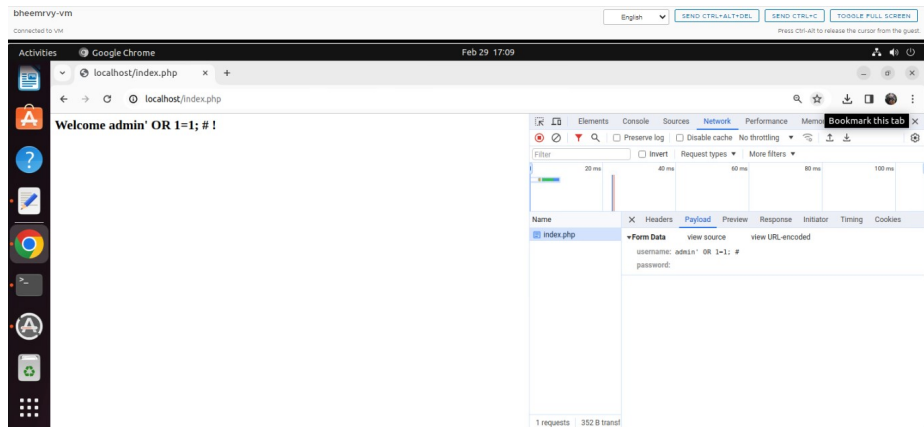 bheemrvy-vm
Connected to VM
English
SEND CTRL+ALT+DEL
SEND CTRL+C
TOGGLE FULL SCREEN
Press Ctrl-Alt to release the cursor from the guest.
Activities
Google Chrome
Feb 29 17:09
localhost/index.php × +
localhost/index.php
Bookmark this tab
Welcome admin' OR 1=1; # !
Elements Console Sources Network Performance
Preserve log Disable cache No throttling
Filter Invert Request types More filters
20 ms 40 ms 60 ms 80 ms 100 ms
Name
index.php
× Headers Payload Preview Response Initiator Timing Cookies
Form Data view source view URL-encoded
username: admin' OR 1=1; #
password:
1 requests 352 B transf